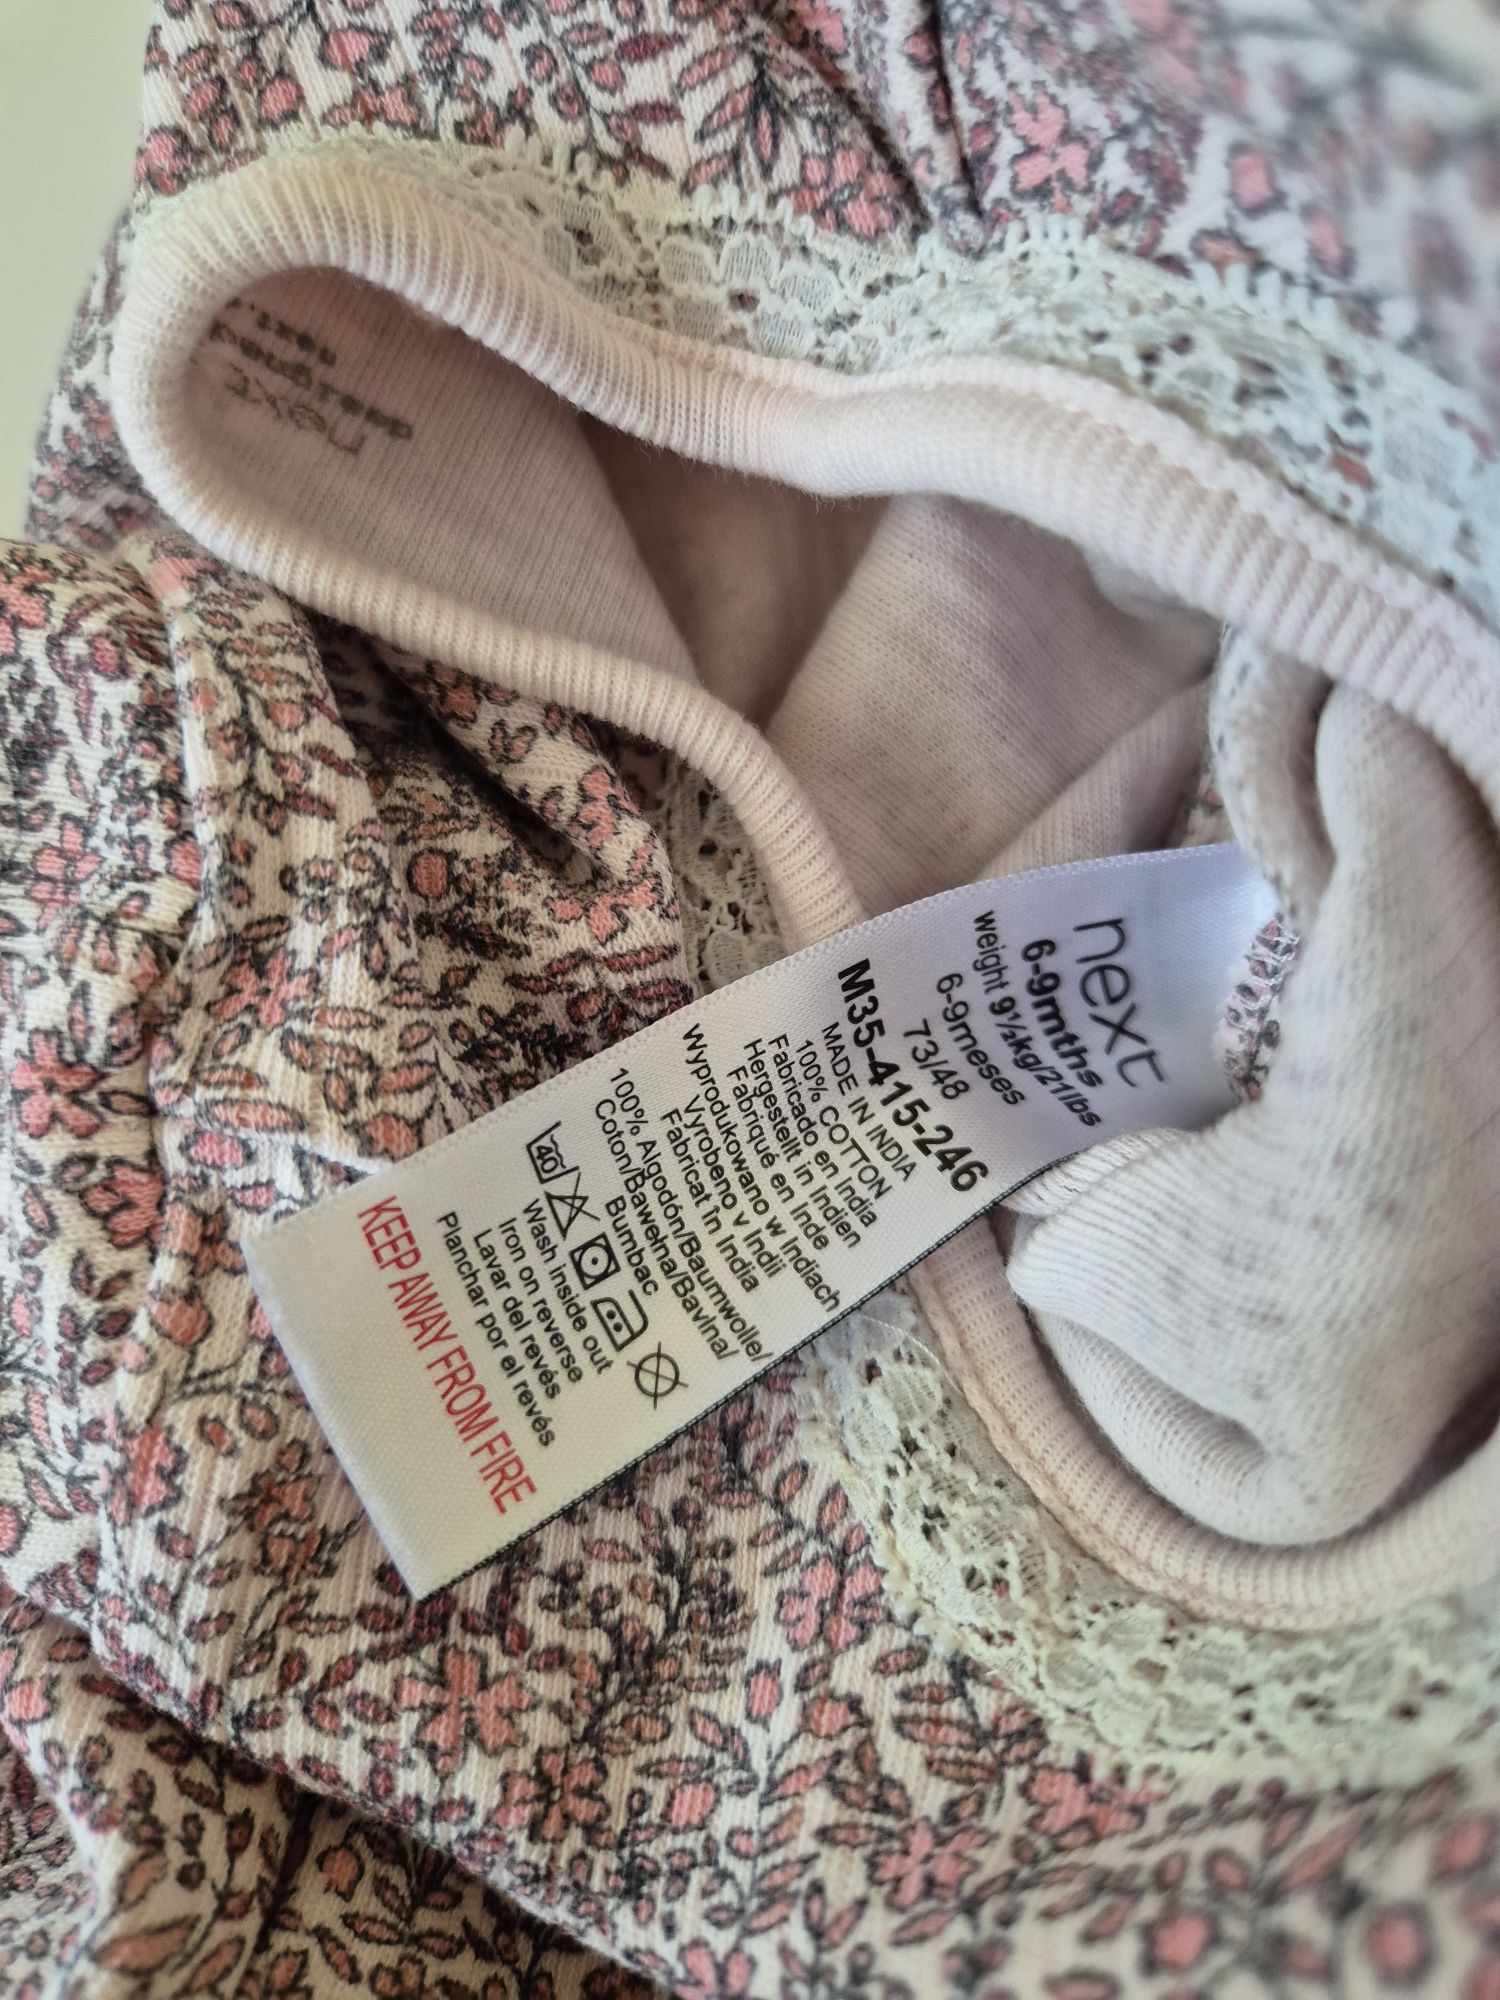 next
6-9mths
weight 9½kg/21lbs
6-9meses
73/48
M35-415-246
MADE IN INDIA
100% COTTON
Fabricado en India
Hergestellt in Indien
Fabriqué en Inde
Wyprodukowano w Indiach
Vyrobeno v Indii
Fabricat în India
100% Algodón/Baumwolle/
Coton/Bawełna/Bavlna/
Bumbac
40
Wash inside out
Iron on reverse
Lavar del revés
Planchar por el revés
KEEP AWAY FROM FIRE
next